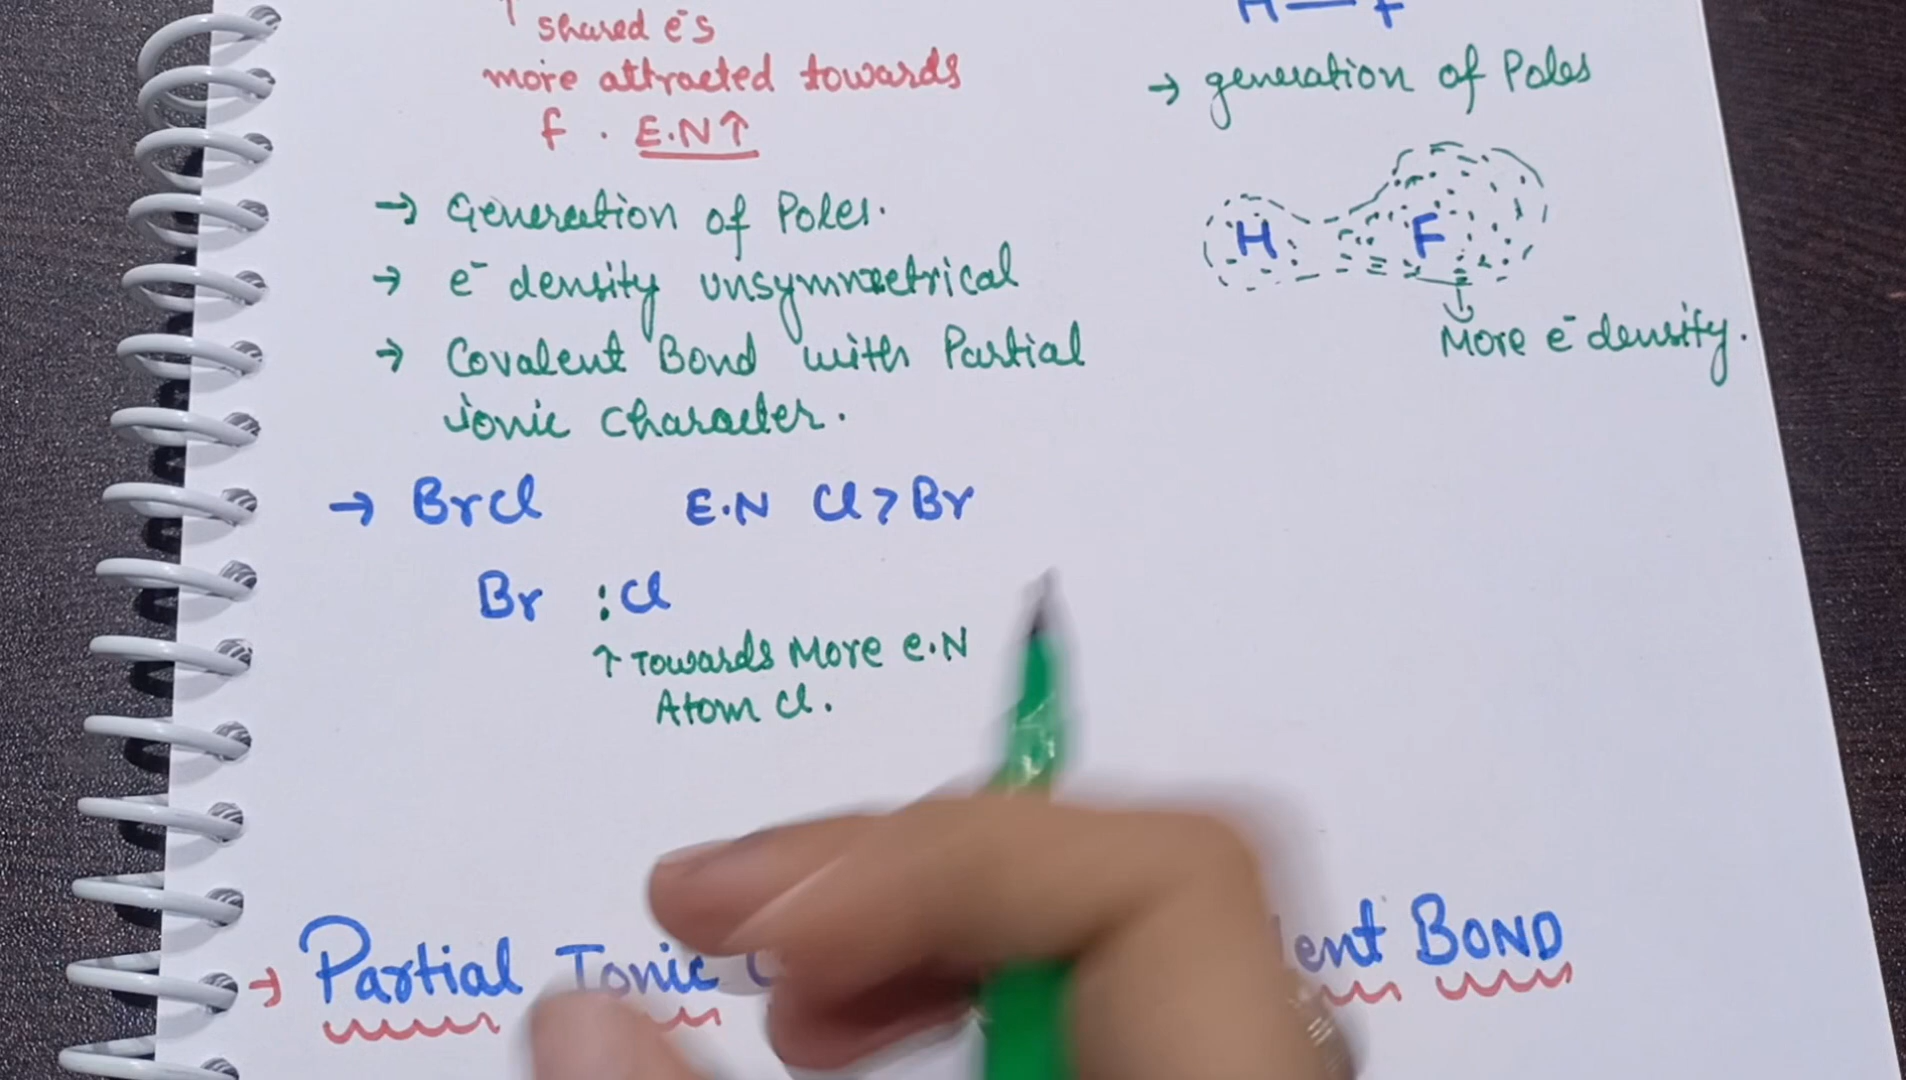 ↑ shared e⁻s
more attracted towards
F . E.N↑
→ Generation of Poles.
→ e⁻ density unsymmetrical
→ Covalent Bond with Partial
ionic character.
→ BrCl E.N Cl > Br
Br :Cl
↑ Towards More e.N
Atom Cl.
H — F
→ generation of Poles
H F
↓
More e⁻ density.
→ Partial Ionic
BOND